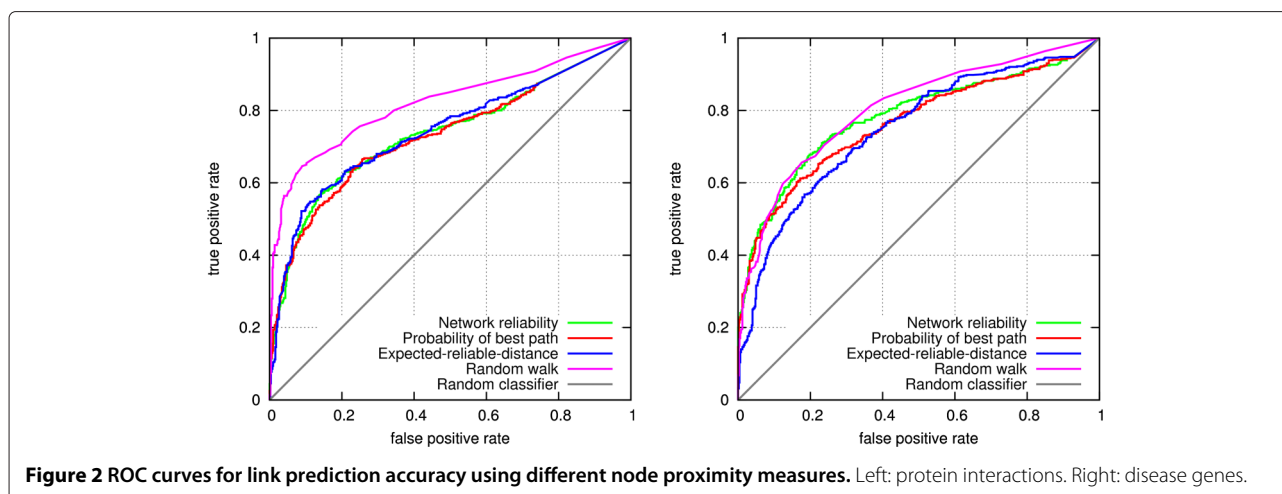 1
0.8
0.6
0.4
0.2
0
true positive rate
0
0.2
0.4
0.6
0.8
1
false positive rate
Network reliability
Probability of best path
Expected-reliable-distance
Random walk
Random classifier
1
0.8
0.6
0.4
0.2
0
true positive rate
0
0.2
0.4
0.6
0.8
1
false positive rate
Network reliability
Probability of best path
Expected-reliable-distance
Random walk
Random classifier
Figure 2 ROC curves for link prediction accuracy using different node proximity measures. Left: protein interactions. Right: disease genes.